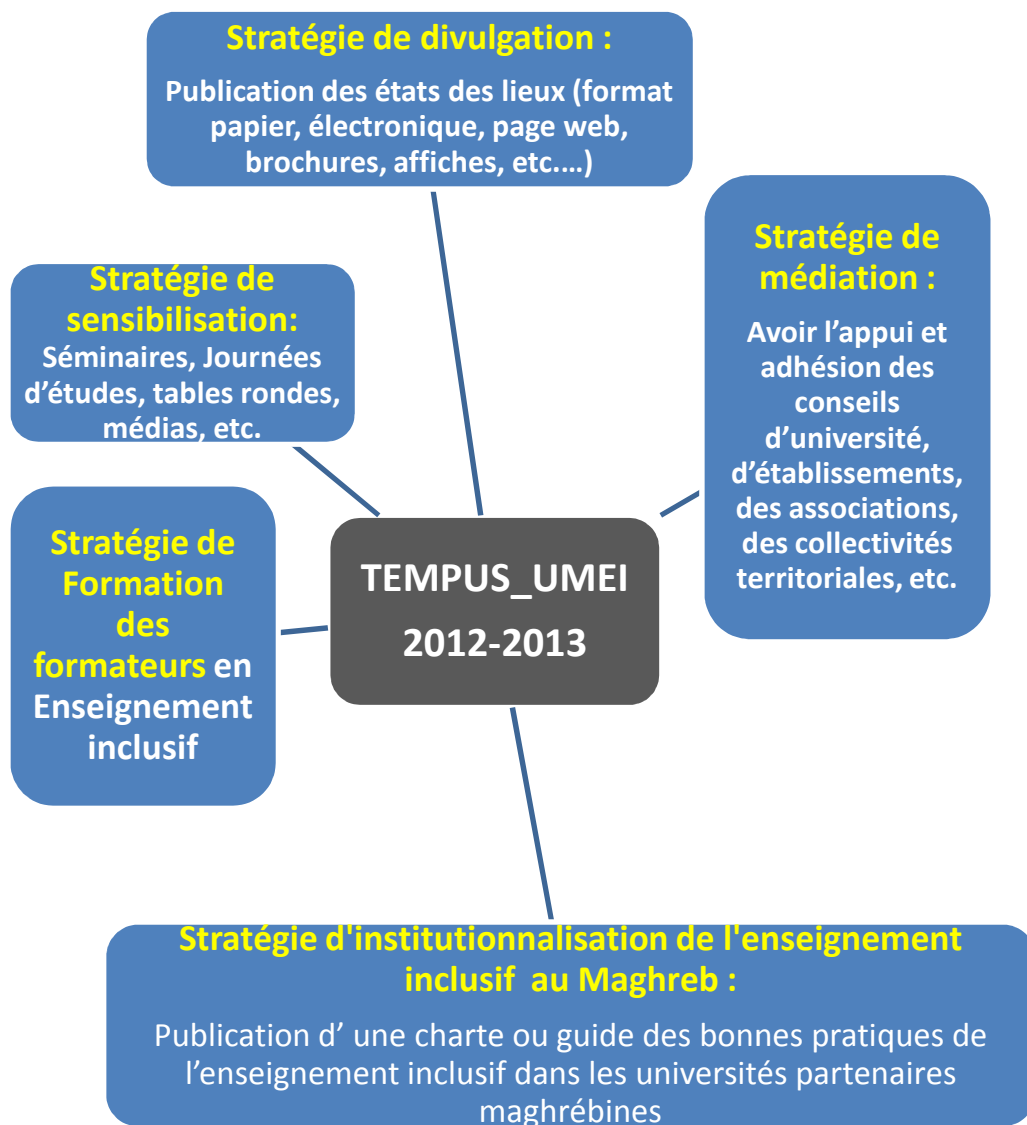 Stratégie de divulgation :
Publication des états des lieux (format
papier, électronique, page web,
brochures, affiches, etc.…)
Stratégie de
médiation :
Avoir l’appui et
adhésion des
conseils
d’université,
d’établissements,
des associations,
des collectivités
territoriales, etc.
Stratégie de
sensibilisation:
Séminaires, Journées
d’études, tables rondes,
médias, etc.
Stratégie de
Formation
des
formateurs en
Enseignement
inclusif
TEMPUS_UMEI
2012-2013
Stratégie d'institutionnalisation de l'enseignement
inclusif  au Maghreb :
Publication d’ une charte ou guide des bonnes pratiques de
l’enseignement inclusif dans les universités partenaires
maghrébines